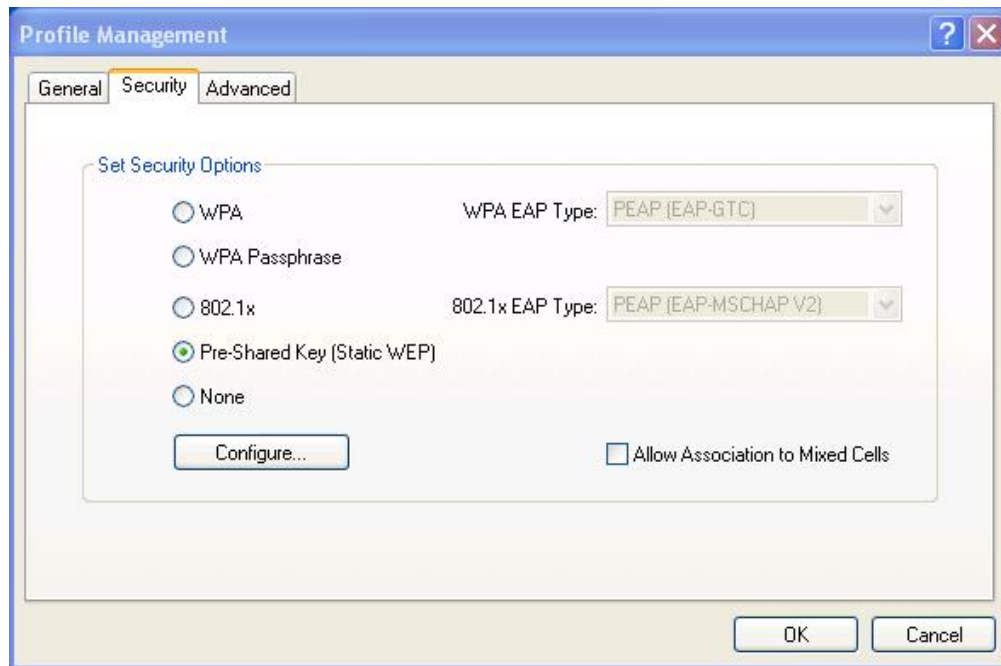 Profile Management
General Security Advanced
Set Security Options
WPA WPA EAP Type: PEAP (EAP-GTC)
WPA Passphrase
802.1x 802.1x EAP Type: PEAP (EAP-MSCHAP V2)
Pre-Shared Key (Static WEP)
None
Configure... Allow Association to Mixed Cells
OK Cancel